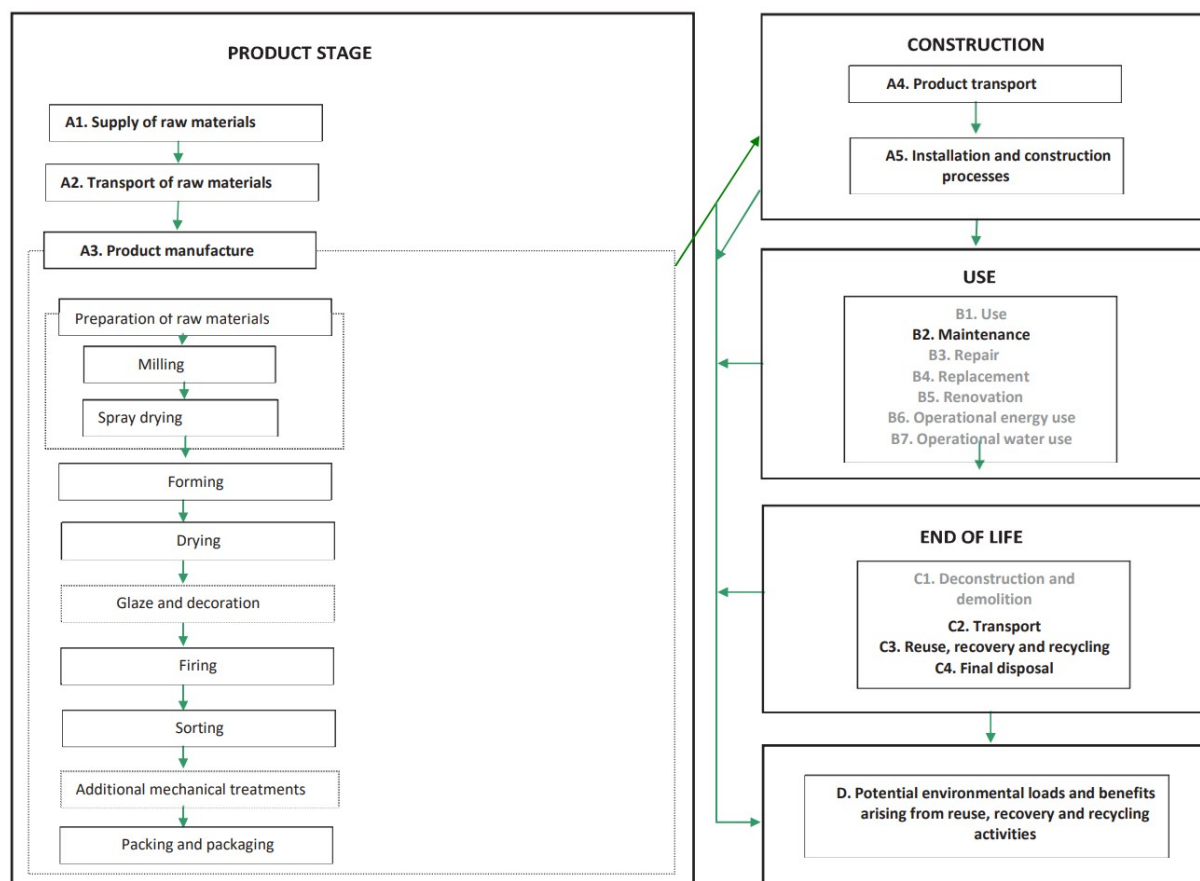 PRODUCT STAGE
A1. Supply of raw materials
A2. Transport of raw materials
A3. Product manufacture
Preparation of raw materials
Milling
Spray drying
Forming
Drying
Glaze and decoration
Firing
Sorting
Additional mechanical treatments
Packing and packaging
CONSTRUCTION
A4. Product transport
A5. Installation and construction
processes
USE
B1. Use
B2. Maintenance
B3. Repair
B4. Replacement
B5. Renovation
B6. Operational energy use
B7. Operational water use
END OF LIFE
C1. Deconstruction and
demolition
C2. Transport
C3. Reuse, recovery and recycling
C4. Final disposal
D. Potential environmental loads and benefits
arising from reuse, recovery and recycling
activities